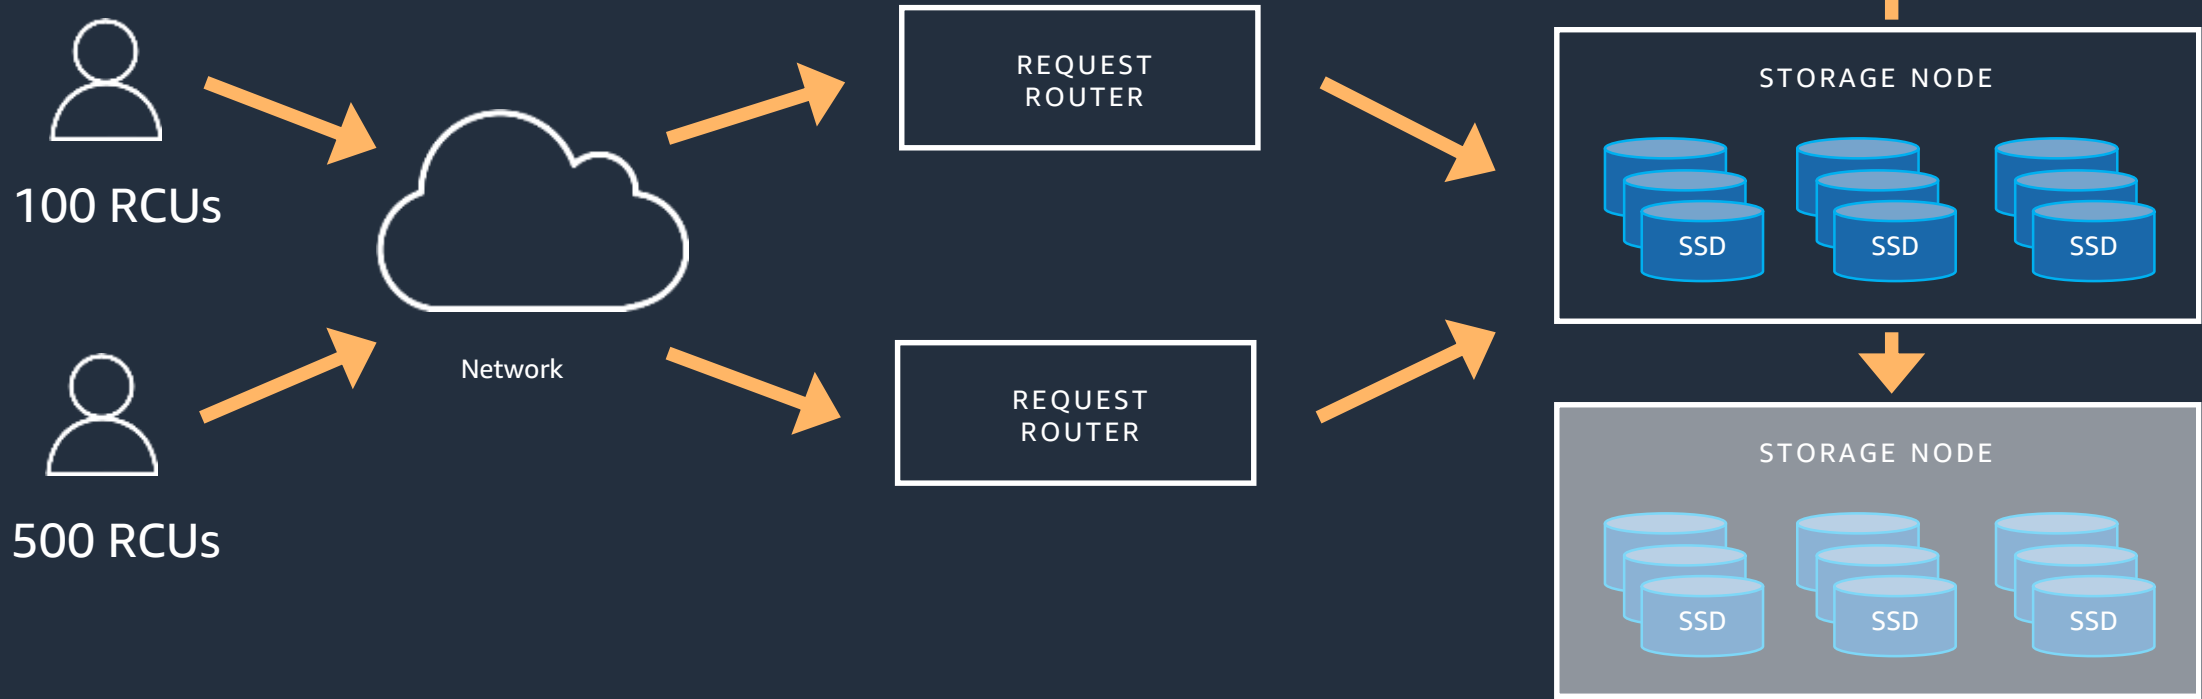 REQUEST
ROUTER
STORAGE NODE
100 RCUs
SSD
SSD
SSD
Network
REQUEST
ROUTER
STORAGE NODE
500 RCUs
SSD
SSD
SSD